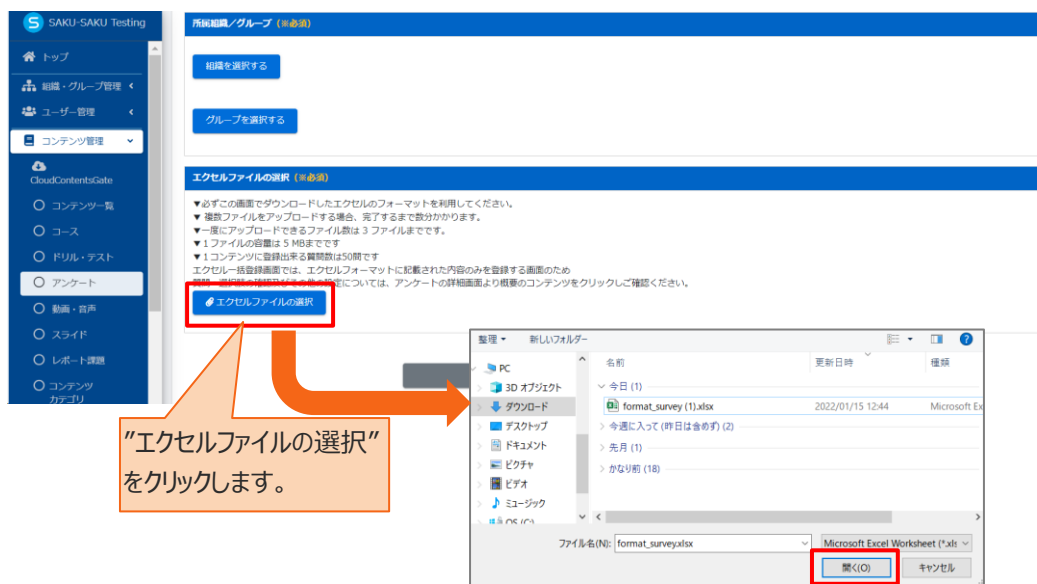 SAKU-SAKU Testing
トップ
組織・グループ管理
ユーザー管理
コンテンツ管理
CloudContentsGate
コンテンツ一覧
コース
ドリル・テスト
アンケート
動画・音声
スライド
レポート課題
コンテンツ
カテゴリ
所属組織／グループ（※必須）
組織を選択する
グループを選択する
エクセルファイルの選択（※必須）
▼必ずこの画面でダウンロードしたエクセルのフォーマットを利用してください。
▼ 複数ファイルをアップロードする場合、完了するまで数分かかります。
▼一度にアップロードできるファイル数は 3 ファイルまでです。
▼１ファイルの容量は 5 MBまでです
▼１コンテンツに登録出来る質問数は50問です
エクセル一括登録画面では、エクセルフォーマットに記載された内容のみを登録する画面のため
質問・選択肢の確認及びその他の設定については、アンケートの詳細画面より概要のコンテンツをクリックしご確認ください。
エクセルファイルの選択
"エクセルファイルの選択"
をクリックします。
整理 新しいフォルダー
PC
3D オブジェクト
ダウンロード
デスクトップ
ドキュメント
ピクチャ
ビデオ
ミュージック
OS (C:)
名前 更新日時 種類
今日 (1)
format_survey (1).xlsx 2022/01/15 12:44 Microsoft Ex
今週に入って (昨日は含めず) (2)
先月 (1)
かなり前 (18)
ファイル名(N): format_survey.xlsx Microsoft Excel Worksheet (*.xls
開く(O) キャンセル